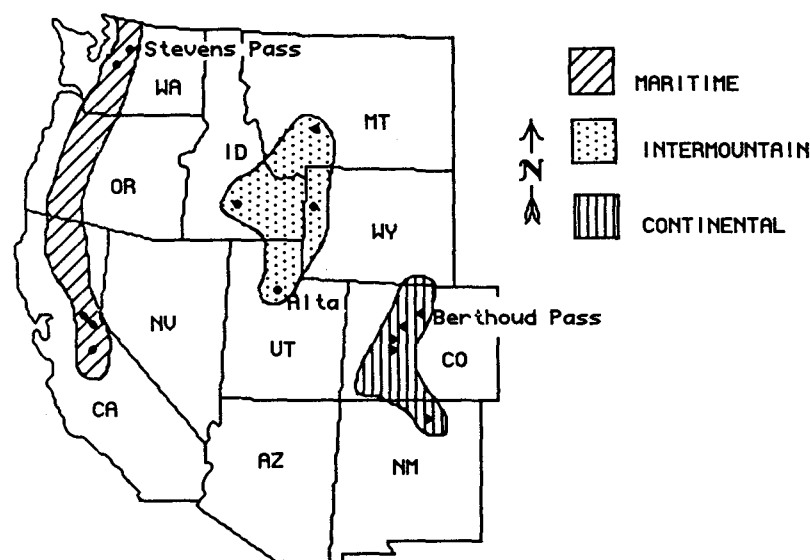 Stevens Pass
WA
MT
ID
OR
WY
Alta
Berthoud Pass
NV
UT
CO
CA
AZ
NM
MARITIME
N
INTERMOUNTAIN
CONTINENTAL